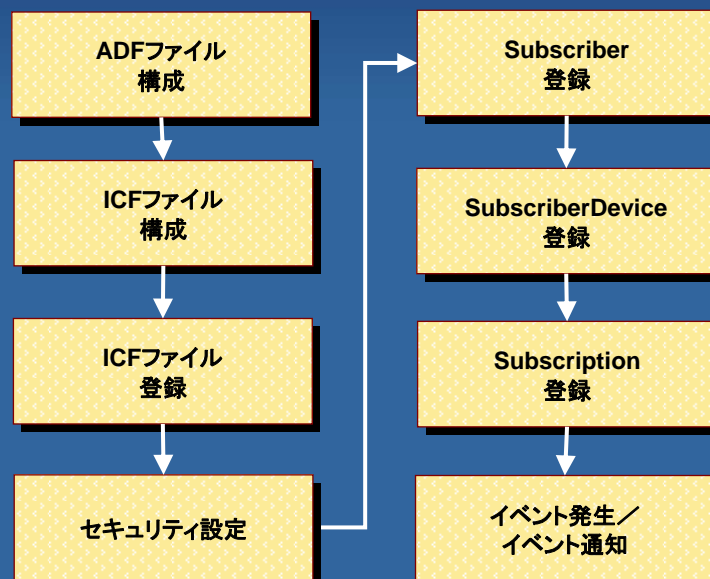 ADFファイル
構成
ICFファイル
構成
ICFファイル
登録
セキュリティ設定
Subscriber
登録
SubscriberDevice
登録
Subscription
登録
イベント発生／
イベント通知